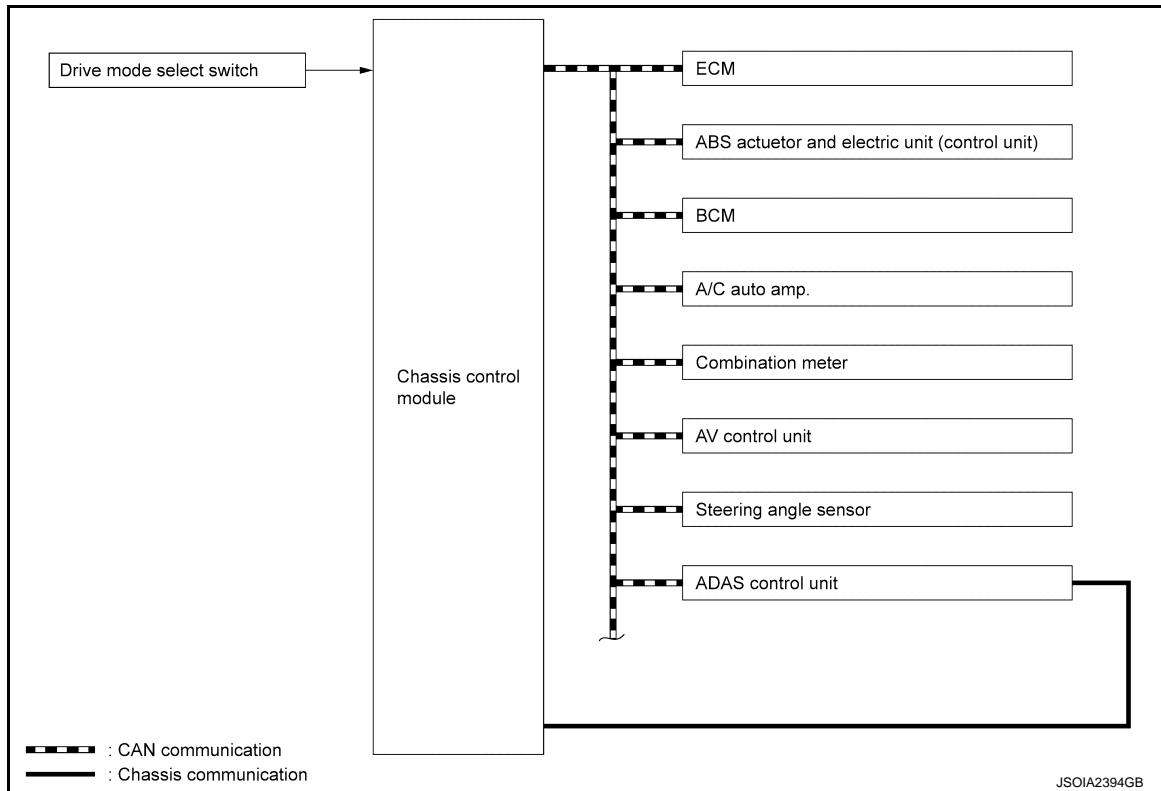 Drive mode select switch
Chassis control
module
ECM
ABS actuetor and electric unit (control unit)
BCM
A/C auto amp.
Combination meter
AV control unit
Steering angle sensor
ADAS control unit
: CAN communication
: Chassis communication
JSOIA2394GB